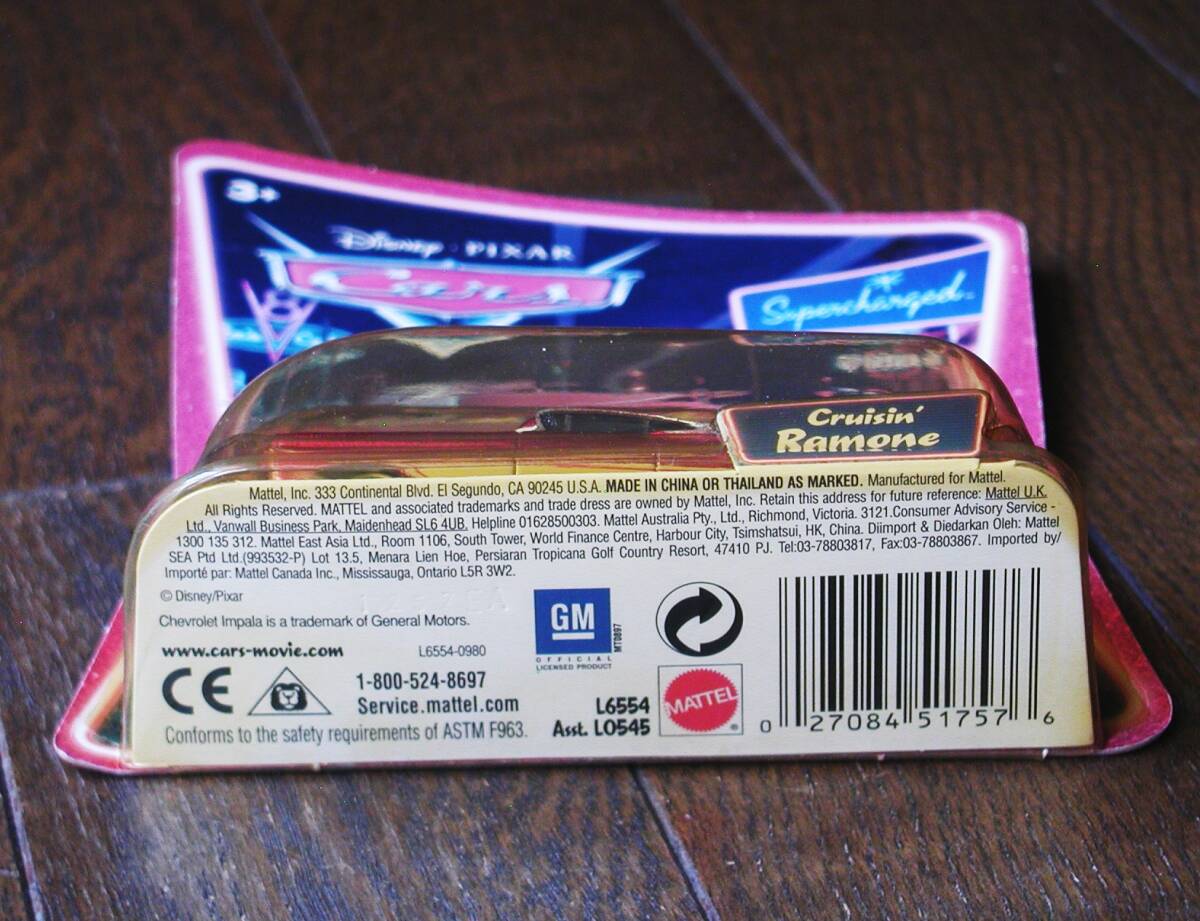 3+
Disney · PIXAR
Cars
Supercharged™
Cruisin'
Ramone
Mattel, Inc. 333 Continental Blvd. El Segundo, CA 90245 U.S.A. MADE IN CHINA OR THAILAND AS MARKED. Manufactured for Mattel.
All Rights Reserved. MATTEL and associated trademarks and trade dress are owned by Mattel, Inc. Retain this address for future reference: Mattel U.K.
Ltd., Vanwall Business Park, Maidenhead SL6 4UB. Helpline 01628500303. Mattel Australia Pty., Ltd., Richmond, Victoria. 3121.Consumer Advisory Service -
1300 135 312. Mattel East Asia Ltd., Room 1106, South Tower, World Finance Centre, Harbour City, Tsimshatsui, HK, China. Diimport & Diedarkan Oleh: Mattel
SEA Ptd Ltd.(993532-P) Lot 13.5, Menara Lien Hoe, Persiaran Tropicana Golf Country Resort, 47410 PJ. Tel:03-78803817, Fax:03-78803867. Imported by/
Importé par: Mattel Canada Inc., Mississauga, Ontario L5R 3W2.
© Disney/Pixar
Chevrolet Impala is a trademark of General Motors.
www.cars-movie.com
L6554-0980
CE
1-800-524-8697
Service.mattel.com
Conforms to the safety requirements of ASTM F963.
GM
MT0897
OFFICIAL
LICENSED PRODUCT
L6554
Asst. L0545
MATTEL®
0 27084 51757 6